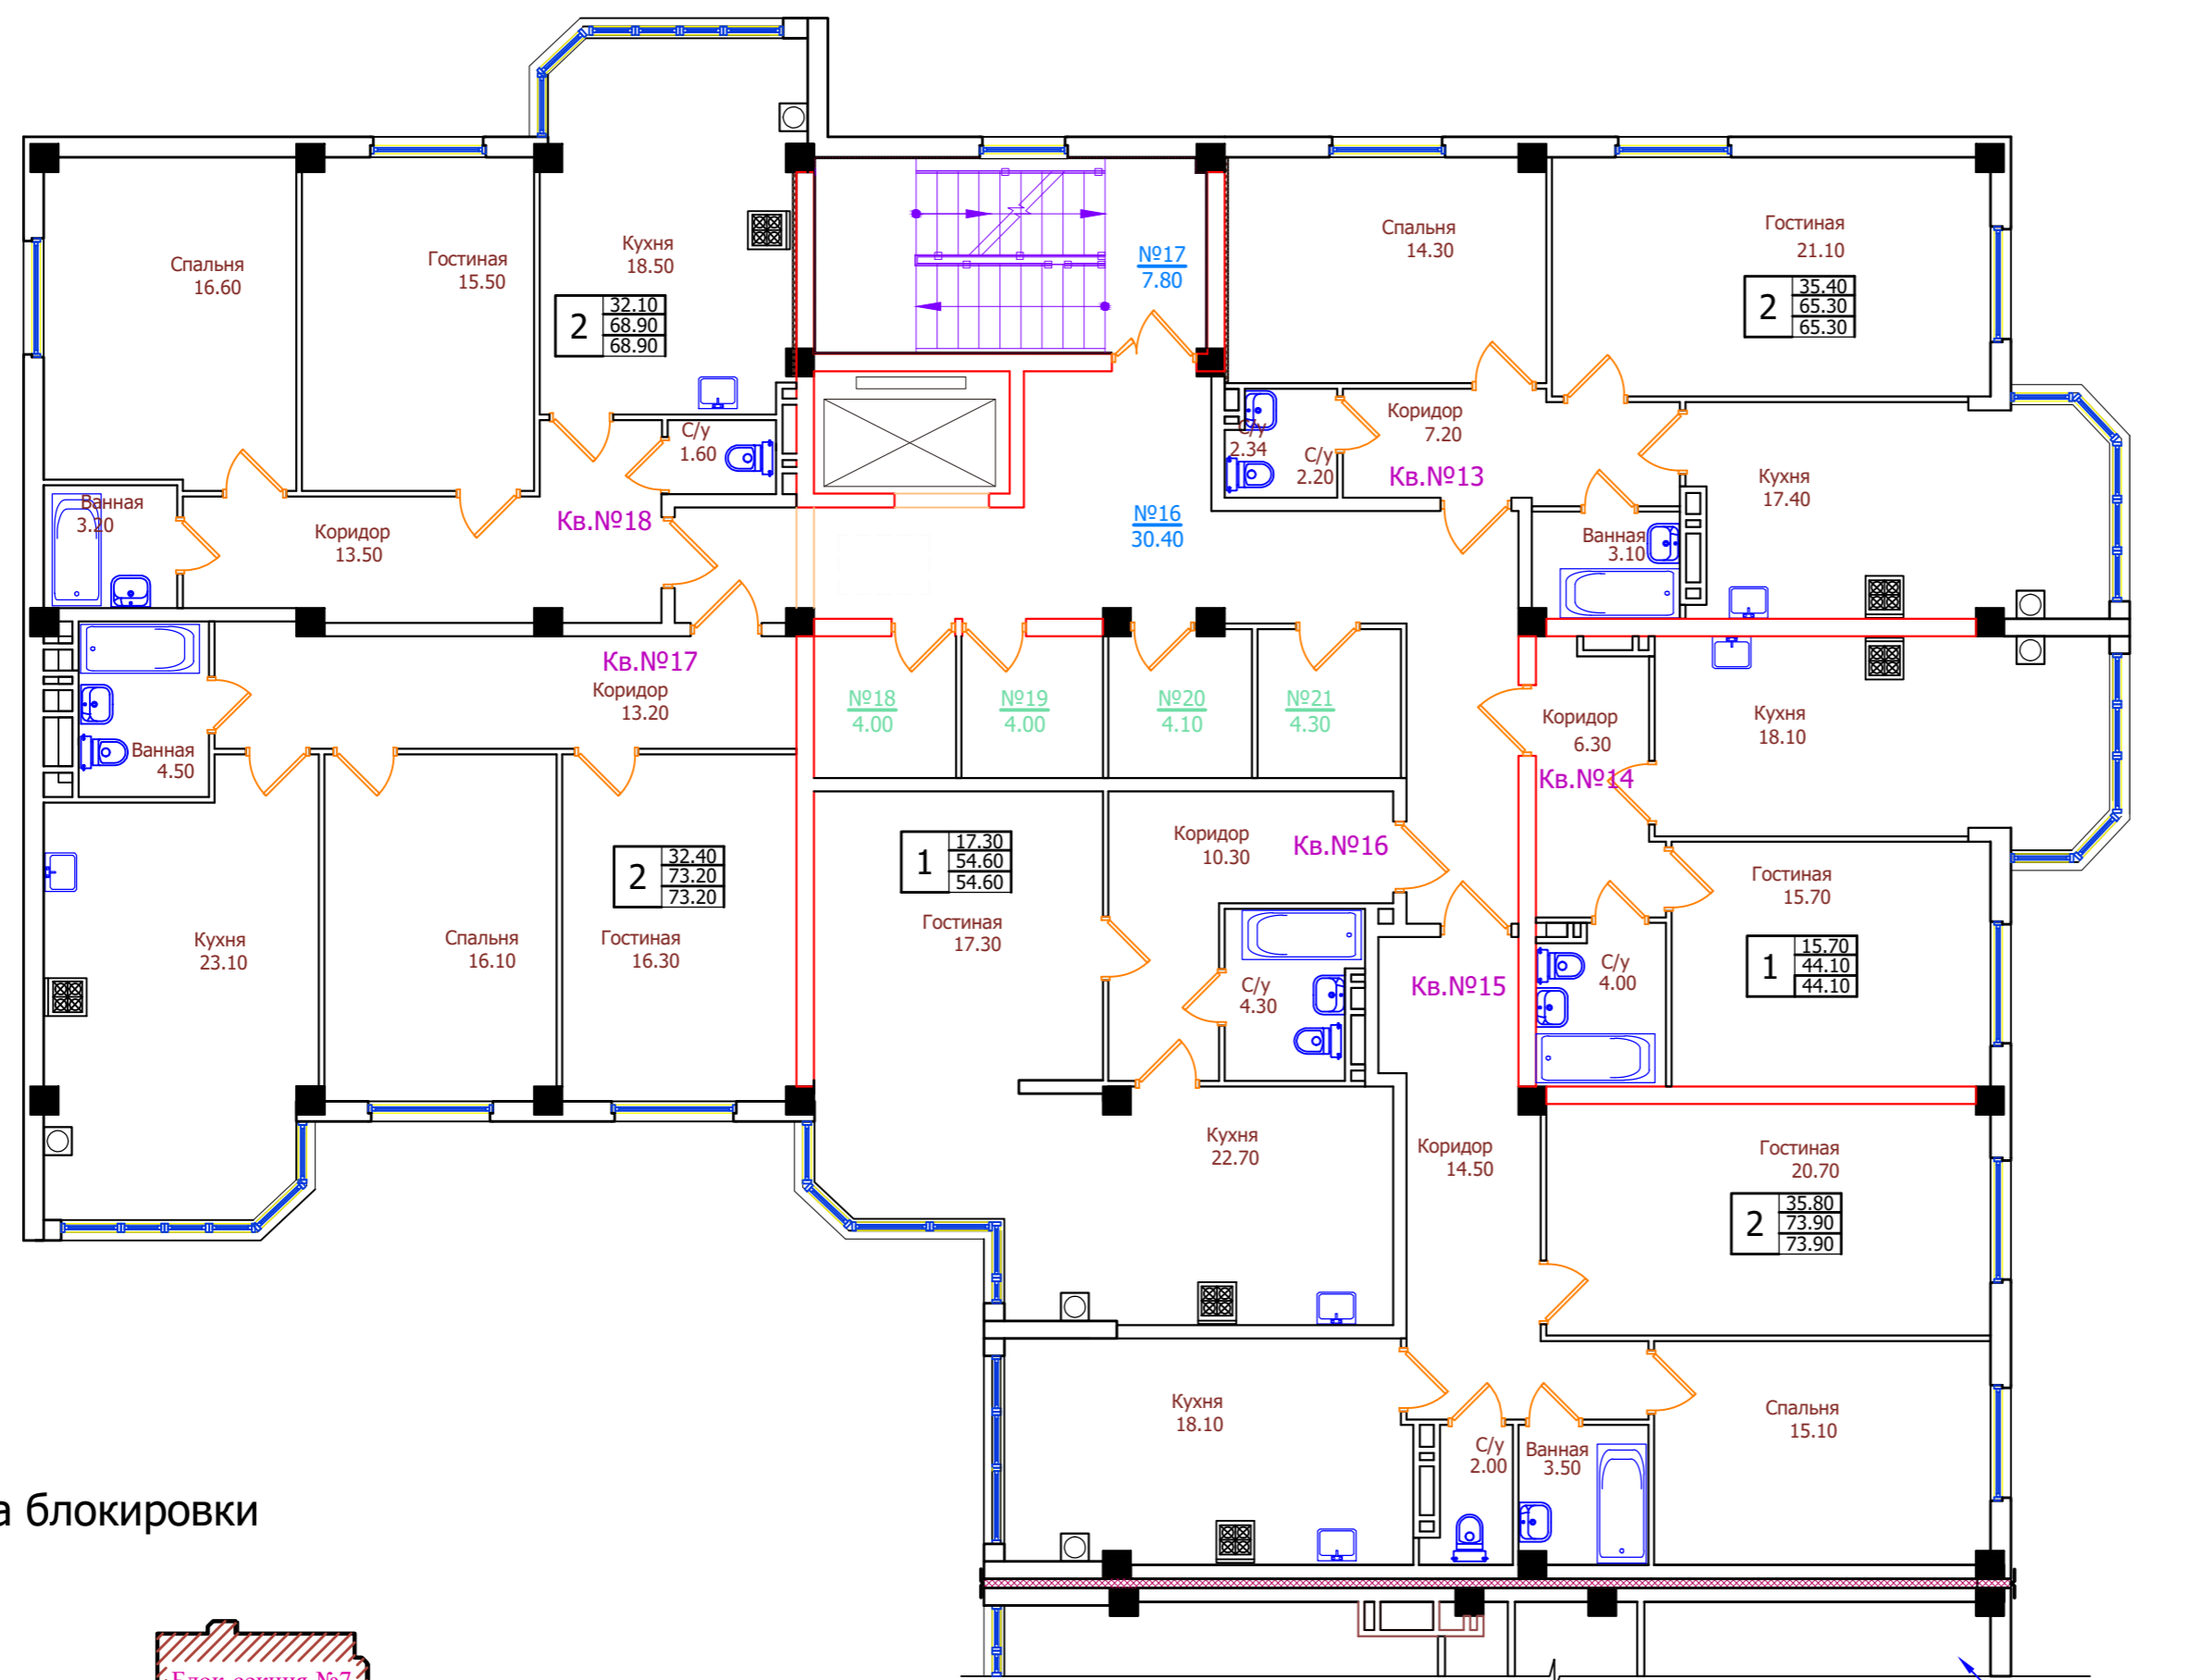 Спальня
16.60
Гостиная
15.50
Кухня
18.50
2
32.10
68.90
68.90
№17
7.80
Спальня
14.30
Гостиная
21.10
2
35.40
65.30
65.30
С/у
1.60
Ванная
3.20
Коридор
13.50
Кв.№18
С/у
2.34
С/у
2.20
Коридор
7.20
Кв.№13
№16
30.40
Кухня
17.40
Ванная
3.10
Кв.№17
Коридор
13.20
Ванная
4.50
№18
4.00
№19
4.00
№20
4.10
№21
4.30
Коридор
6.30
Кв.№14
Кухня
18.10
Гостиная
15.70
1
15.70
44.10
44.10
С/у
4.00
2
32.40
73.20
73.20
Кухня
23.10
Спальня
16.10
Гостиная
16.30
1
17.30
54.60
54.60
Гостиная
17.30
Коридор
10.30
Кв.№16
С/у
4.30
Кв.№15
Кухня
22.70
Коридор
14.50
Гостиная
20.70
2
35.80
73.90
73.90
Кухня
18.10
С/у
2.00
Ванная
3.50
Спальня
15.10
а блокировки
Блок-секция №7